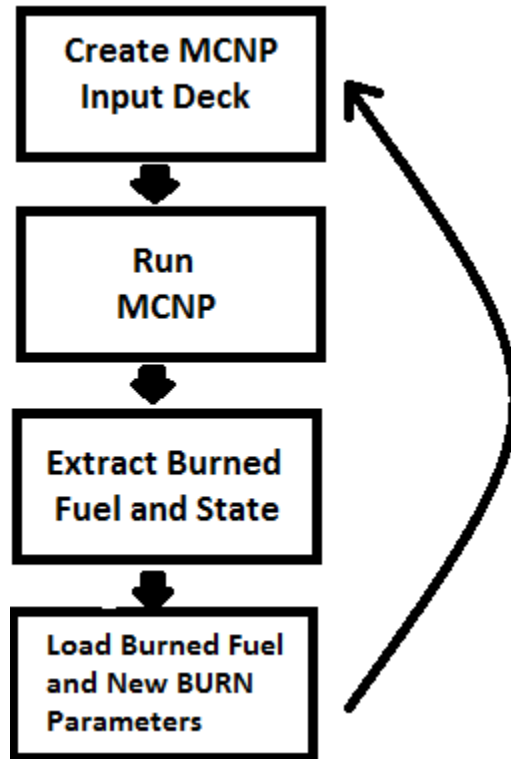 Create MCNP
Input Deck
Run
MCNP
Extract Burned
Fuel and State
Load Burned Fuel
and New BURN
Parameters